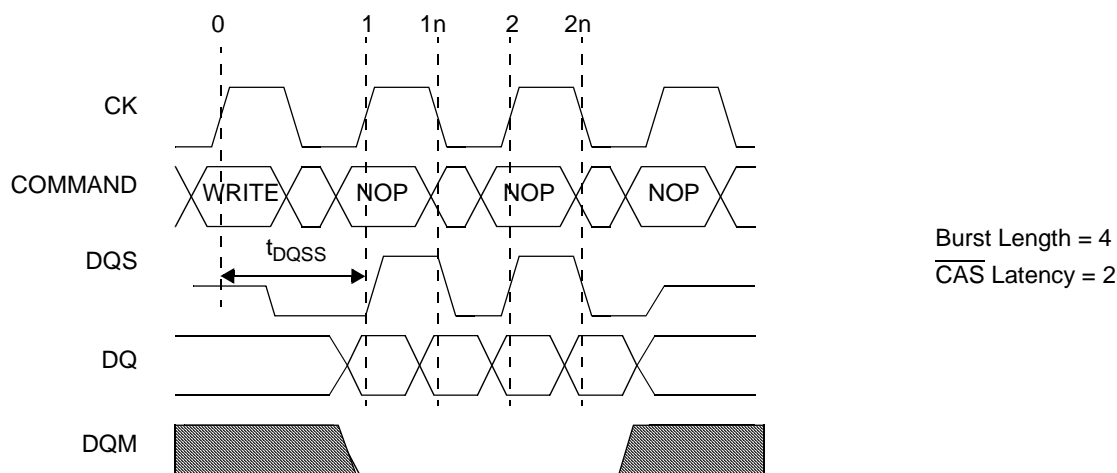 0 1 1n 2 2n
CK
COMMAND WRITE NOP NOP NOP
DQS tDQSS
Burst Length = 4
CAS Latency = 2
DQ
DQM